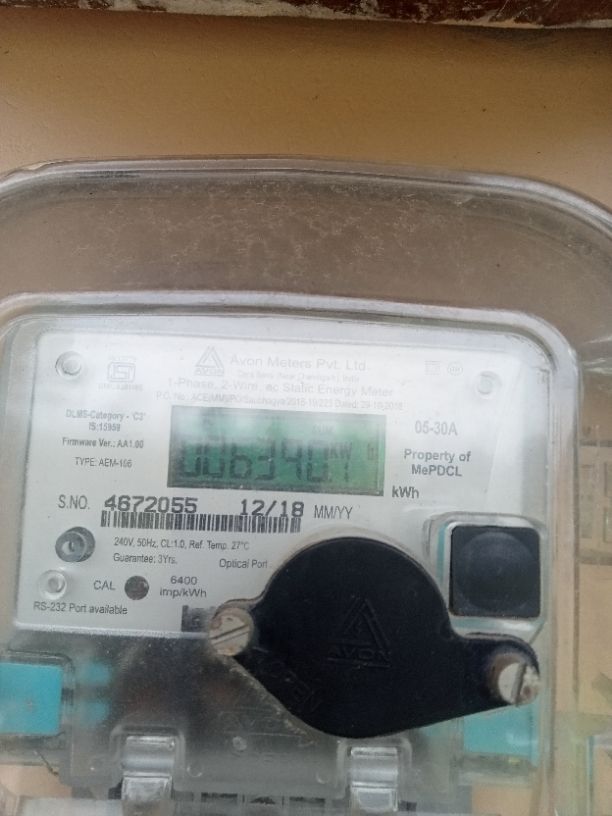 AVON
Avon Meters Pvt. Ltd.
1-Phase, 2-Wire, ac Static Energy Meter
DLMS-Category - 'C3'
IS:15959
Firmware Ver.: AA1.00
TYPE: AEM-106
05-30A
Property of
MePDCL
kWh
S.NO. 4672055 12/18 MM/YY
240V, 50Hz, CL:1.0, Ref. Temp. 27°C
Guarantee: 3Yrs. Optical Port
CAL 6400
imp/kWh
RS-232 Port available
AVON
OPEN